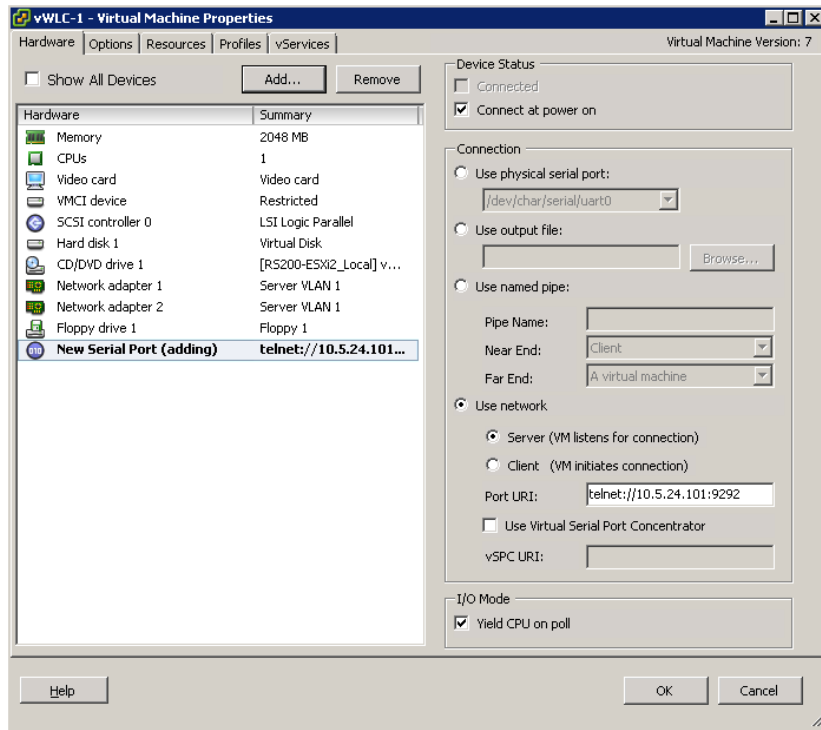 vWLC-1 - Virtual Machine Properties
Hardware Options Resources Profiles vServices
Virtual Machine Version: 7
Show All Devices
Add...
Remove
Hardware Summary
Memory 2048 MB
CPUs 1
Video card Video card
VMCI device Restricted
SCSI controller 0 LSI Logic Parallel
Hard disk 1 Virtual Disk
CD/DVD drive 1 [RS200-ESXi2_Local] v...
Network adapter 1 Server VLAN 1
Network adapter 2 Server VLAN 1
Floppy drive 1 Floppy 1
New Serial Port (adding) telnet://10.5.24.101...
Device Status
Connected
Connect at power on
Connection
Use physical serial port:
/dev/char/serial/uart0
Use output file:
Browse...
Use named pipe:
Pipe Name:
Near End: Client
Far End: A virtual machine
Use network
Server (VM listens for connection)
Client (VM initiates connection)
Port URI: telnet://10.5.24.101:9292
Use Virtual Serial Port Concentrator
vSPC URI:
I/O Mode
Yield CPU on poll
Help
OK
Cancel